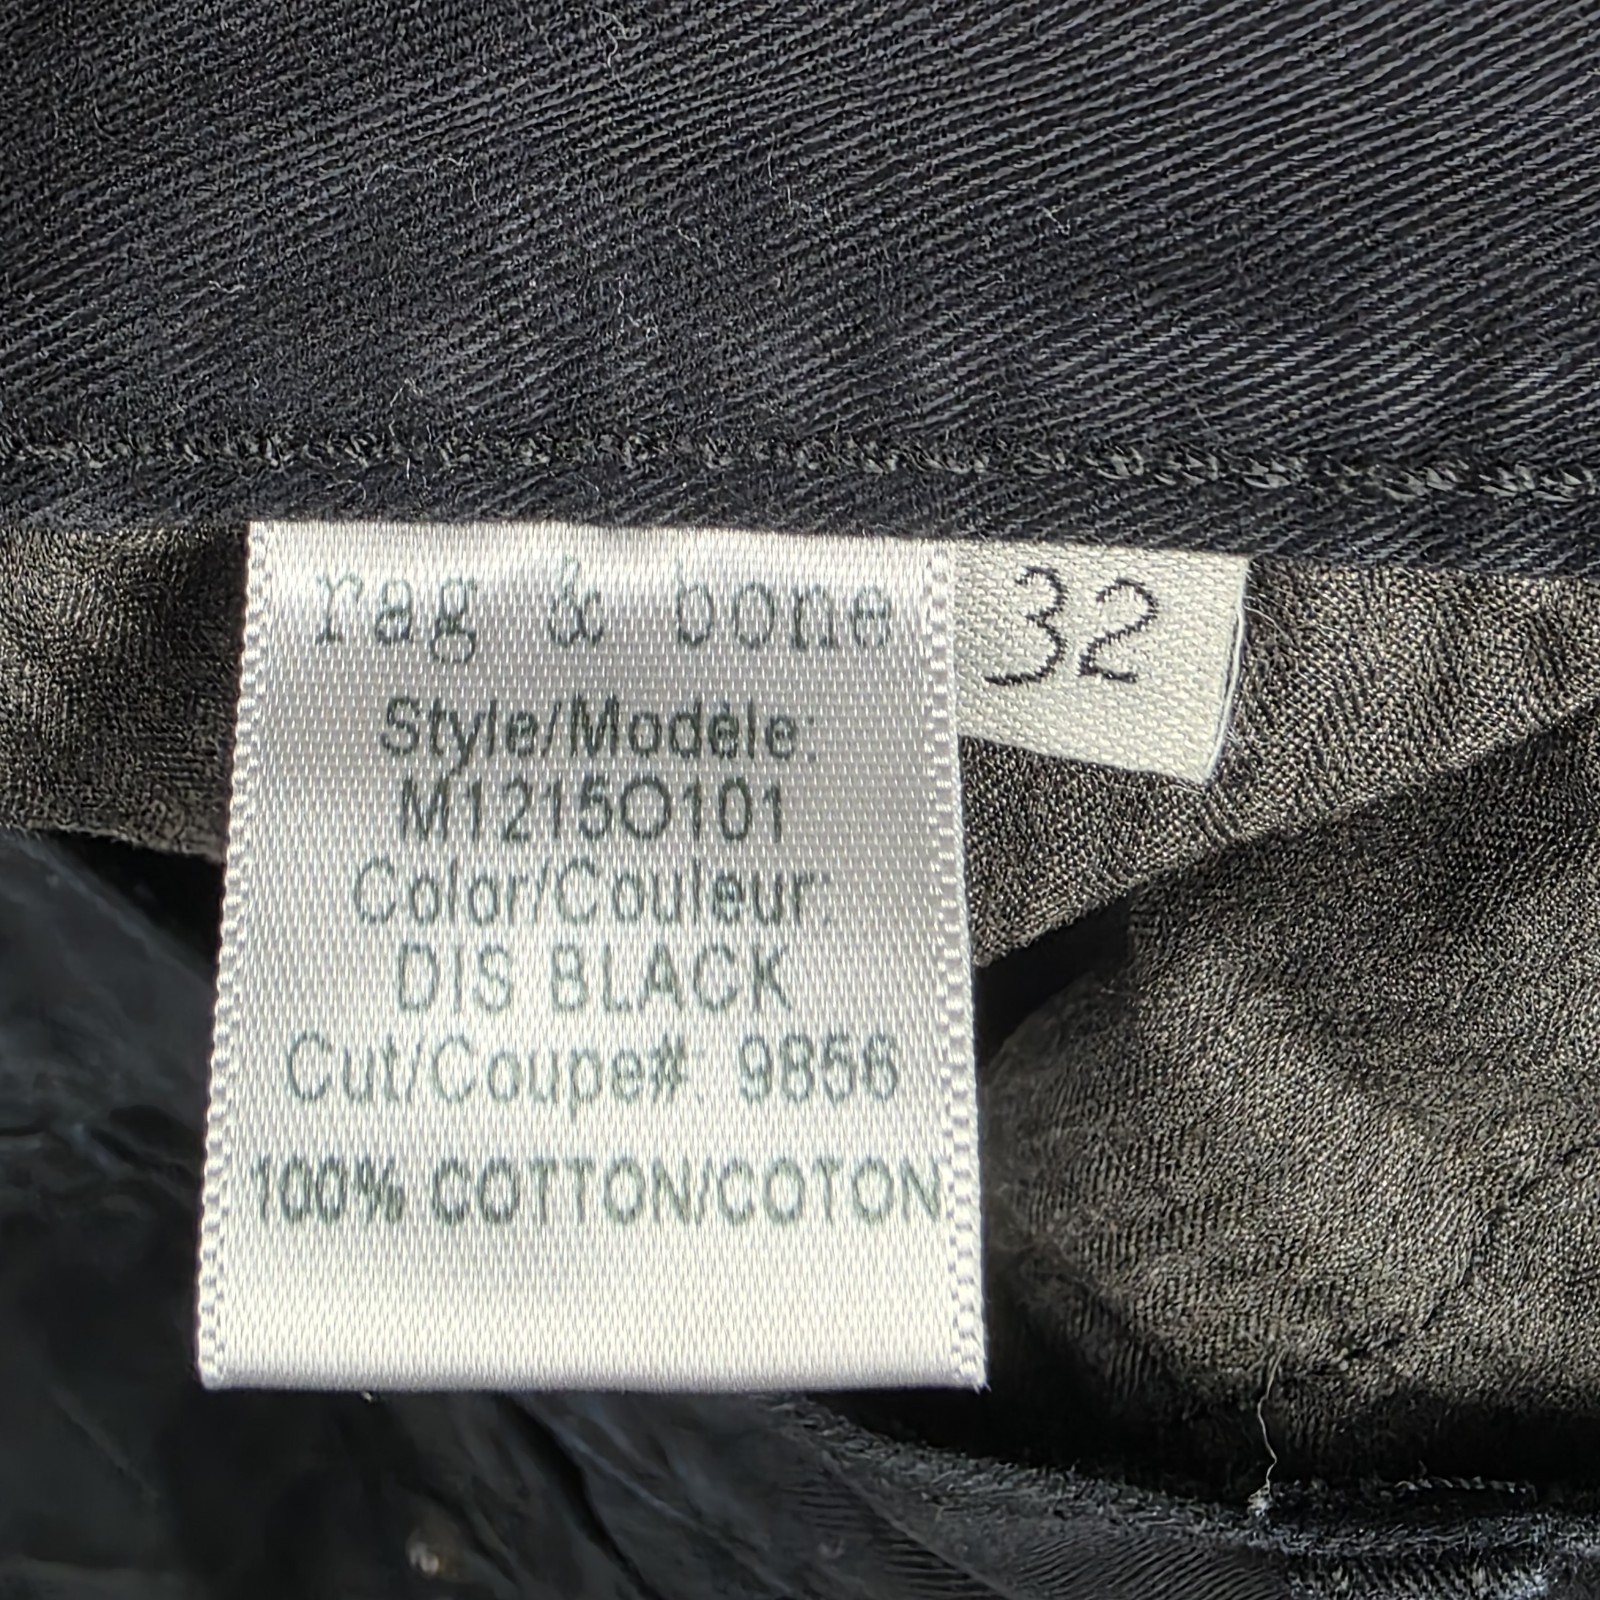 rag & bone
32
Style/Modèle:
M1215O101
Color/Couleur:
DIS BLACK
Cut/Coupe# 9856
100% COTTON/COTON